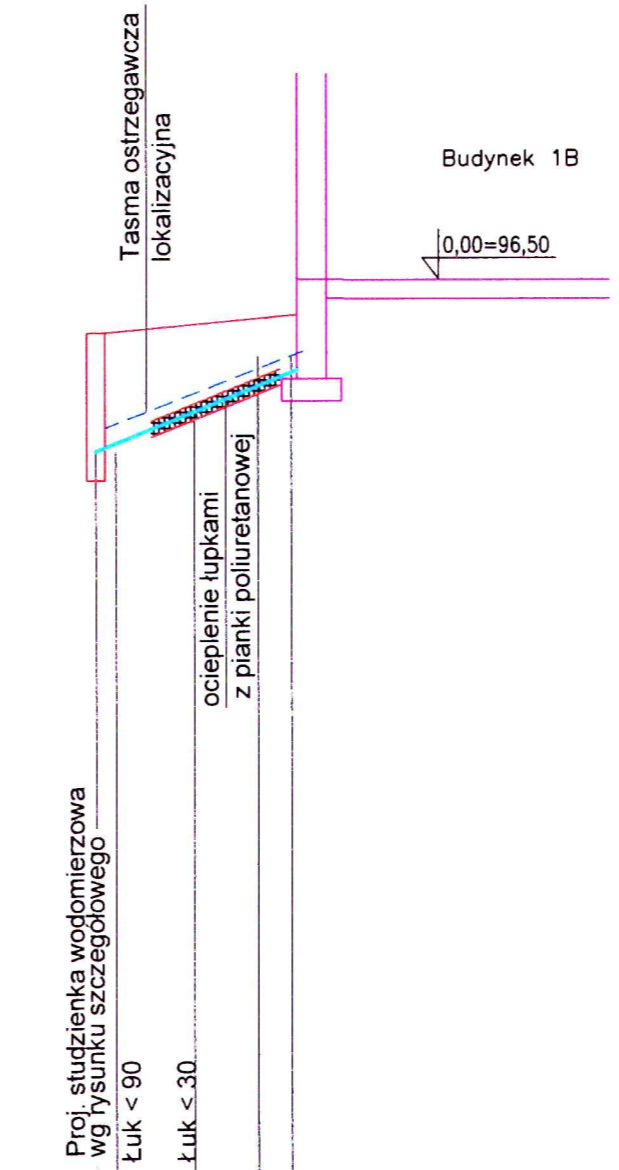 Tasma ostrzegawcza
lokalizacyjna
Budynek 1B
0,00=96,50
ocieplenie łupkami
z pianki poliuretanowej
Proj. studzienka wodomierzowa
wg rysunku szczegółowego
Łuk < 90
Łuk < 30